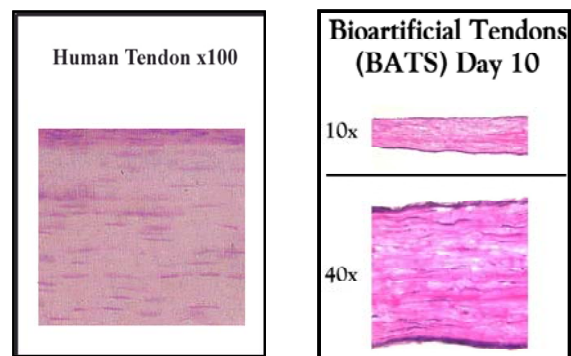 Human Tendon x100
Bioartificial Tendons
(BATS) Day 10
10x
40x